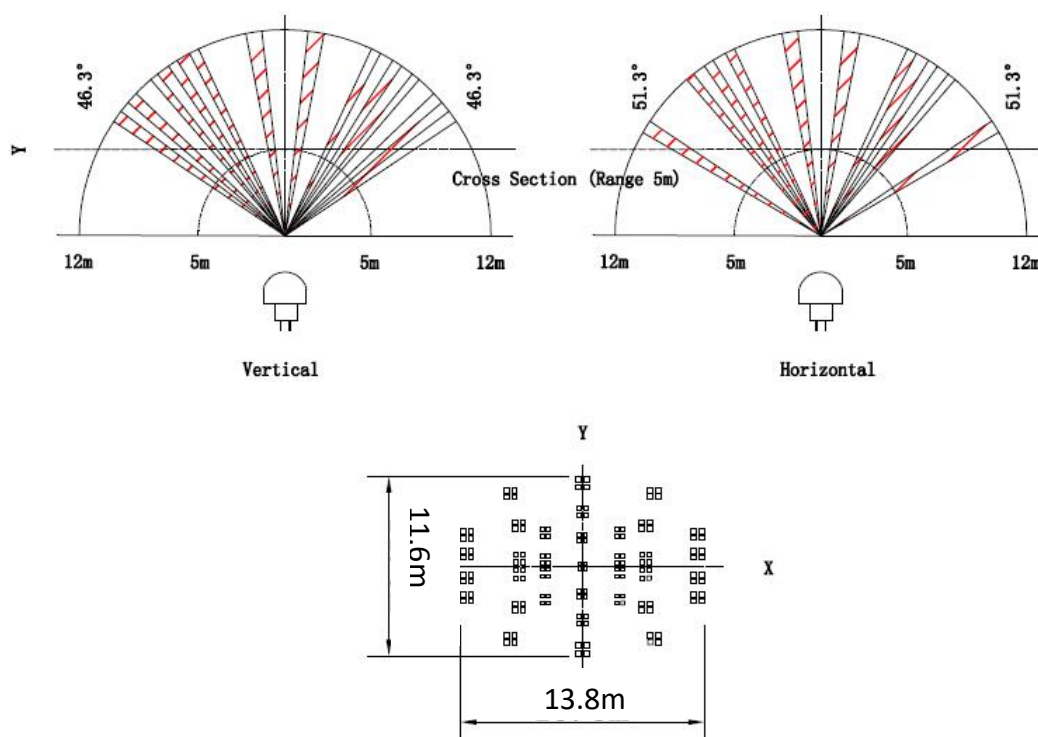 46.3°
46.3°
51.3°
51.3°
Y
Cross Section (Range 5m)
12m
5m
5m
12m
12m
5m
5m
12m
Vertical
Horizontal
Y
11.6m
X
13.8m